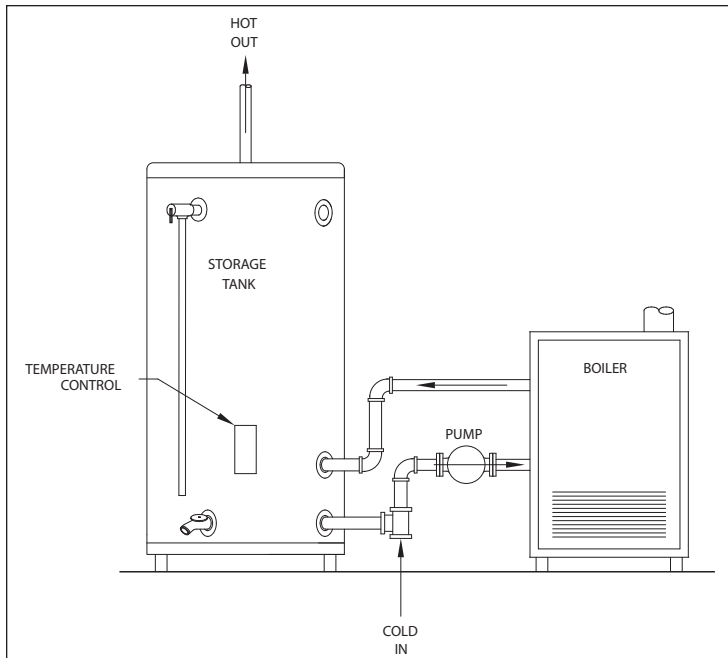 HOT
OUT
STORAGE
TANK
TEMPERATURE
CONTROL
BOILER
PUMP
COLD
IN